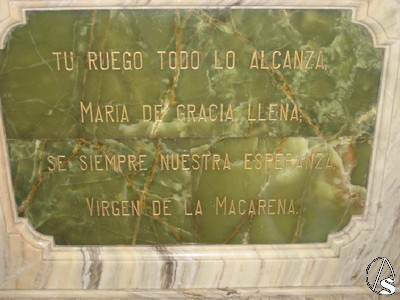 TU RUEGO TODO LO ALCANZA,
MARIA DE GRACIA LLENA;
SE SIEMPRE NUESTRA ESPERANZA,
VIRGEN DE LA MACARENA.